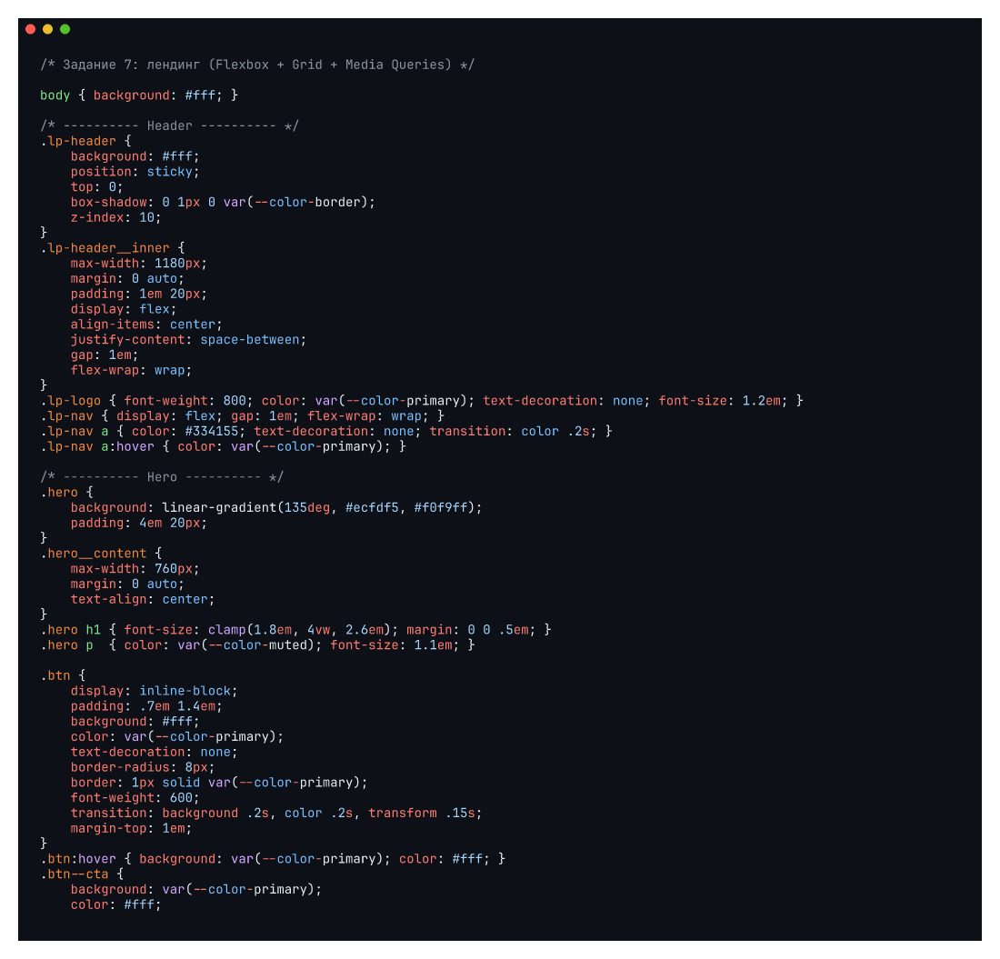 /* Задание 7: лендинг (Flexbox + Grid + Media Queries) */

body { background: #fff; }

/* ---------- Header ---------- */
.lp-header {
    background: #fff;
    position: sticky;
    top: 0;
    box-shadow: 0 1px 0 var(--color-border);
    z-index: 10;
}
.lp-header__inner {
    max-width: 1180px;
    margin: 0 auto;
    padding: 1em 20px;
    display: flex;
    align-items: center;
    justify-content: space-between;
    gap: 1em;
    flex-wrap: wrap;
}
.lp-logo { font-weight: 800; color: var(--color-primary); text-decoration: none; font-size: 1.2em; }
.lp-nav { display: flex; gap: 1em; flex-wrap: wrap; }
.lp-nav a { color: #334155; text-decoration: none; transition: color .2s; }
.lp-nav a:hover { color: var(--color-primary); }

/* ---------- Hero ---------- */
.hero {
    background: linear-gradient(135deg, #ecfdf5, #f0f9ff);
    padding: 4em 20px;
}
.hero__content {
    max-width: 760px;
    margin: 0 auto;
    text-align: center;
}
.hero h1 { font-size: clamp(1.8em, 4vw, 2.6em); margin: 0 0 .5em; }
.hero p  { color: var(--color-muted); font-size: 1.1em; }

.btn {
    display: inline-block;
    padding: .7em 1.4em;
    background: #fff;
    color: var(--color-primary);
    text-decoration: none;
    border-radius: 8px;
    border: 1px solid var(--color-primary);
    font-weight: 600;
    transition: background .2s, color .2s, transform .15s;
    margin-top: 1em;
}
.btn:hover { background: var(--color-primary); color: #fff; }
.btn--cta {
    background: var(--color-primary);
    color: #fff;